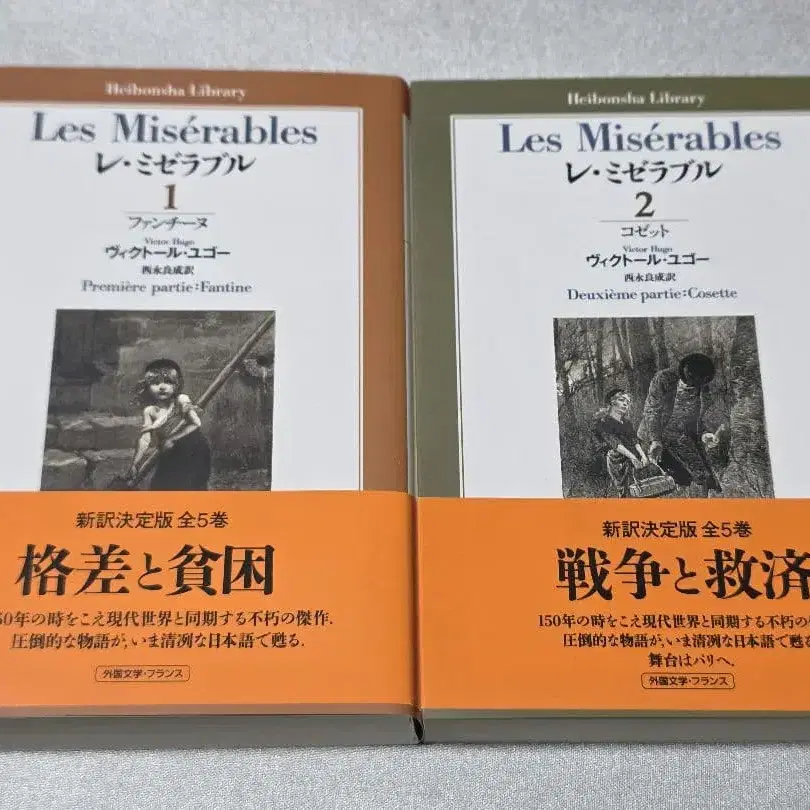 Heibonsha Library
Les Misérables
レ・ミゼラブル
1
ファンチーヌ
Victor Hugo
ヴィクトール・ユゴー
西永良成訳
Première partie:Fantine
新訳決定版 全5巻
格差と貧困
50年の時をこえ現代世界と同期する不朽の傑作.
圧倒的な物語が,いま清冽な日本語で甦る.
外国文学・フランス
Heibonsha Library
Les Misérables
レ・ミゼラブル
2
コゼット
Victor Hugo
ヴィクトール・ユゴー
西永良成訳
Deuxième partie:Cosette
新訳決定版 全5巻
戦争と救済
150年の時をこえ現代世界と同期する不朽の
圧倒的な物語が,いま清冽な日本語で甦る
舞台はパリへ.
外国文学・フランス